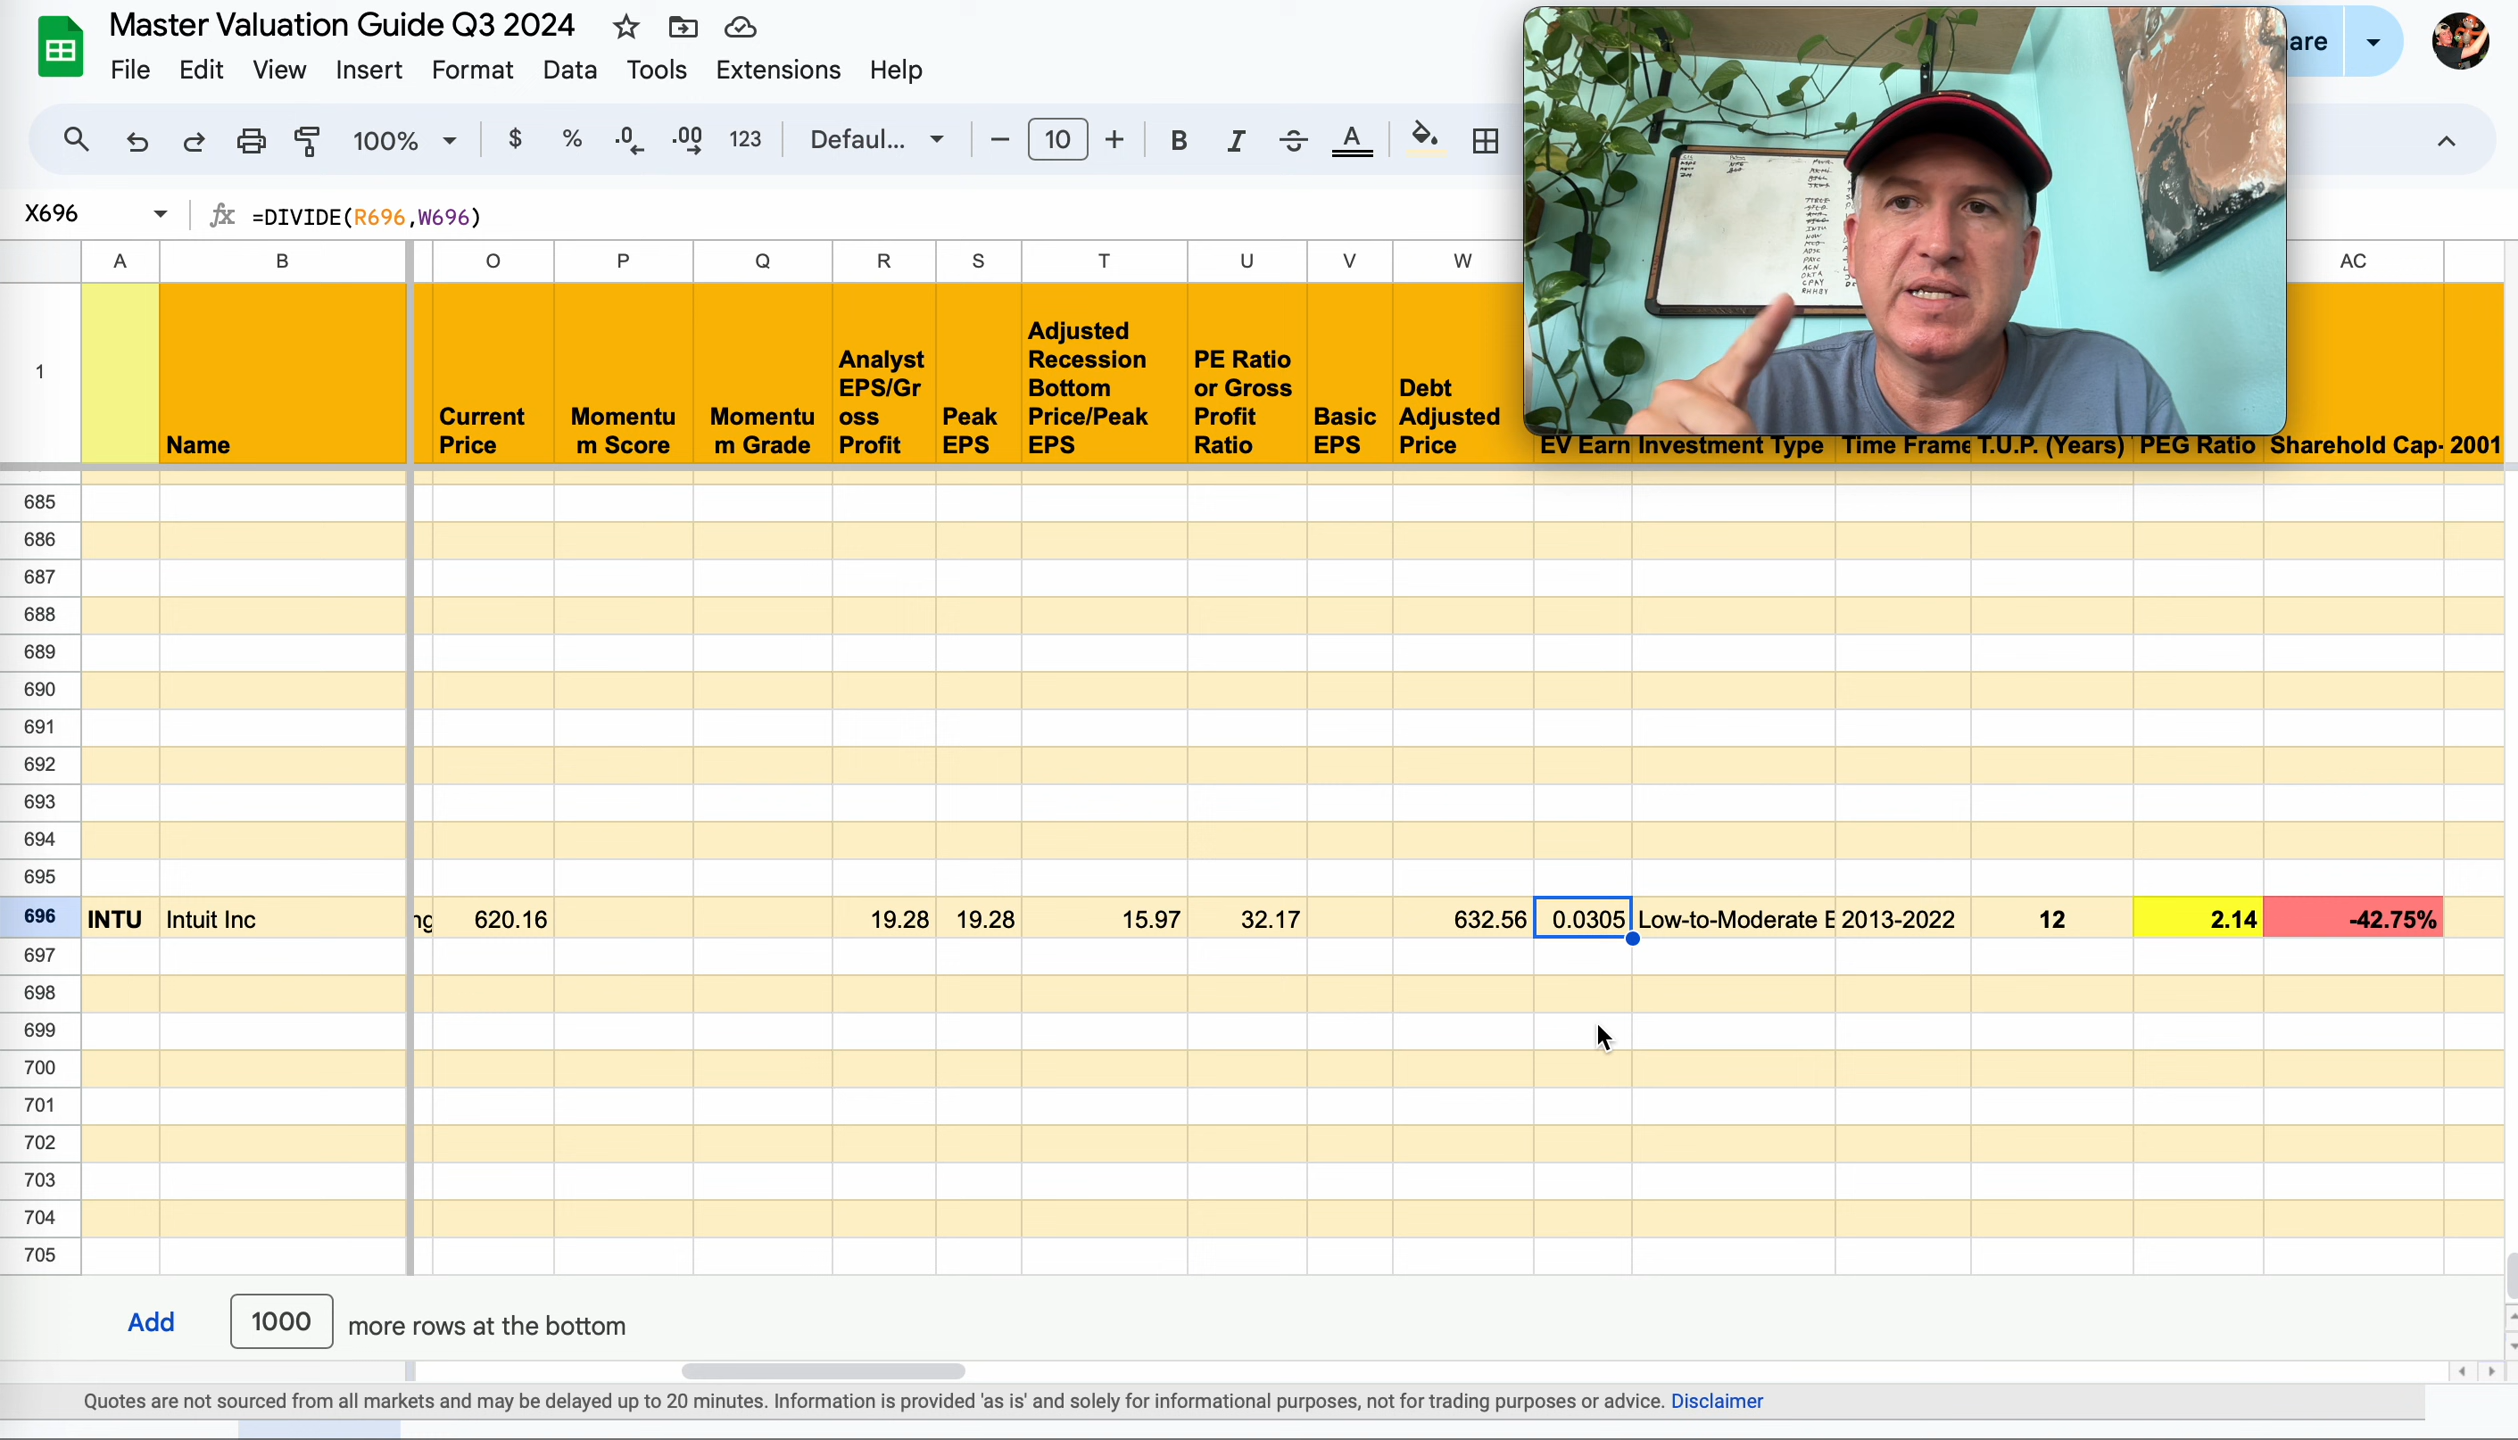 Master Valuation Guide Q3 2024
are
File Edit View Insert Format Data Tools Extensions Help
100% $ % .0 .00 123 Defaul... 10 B I S A
X696 fx =DIVIDE(R696,W696)
A B O P Q R S T U V W AC
1 Name
Current Price
Momentu m Score
Momentu m Grade
Analyst EPS/Gr oss Profit
Peak EPS
Adjusted Recession Bottom Price/Peak EPS
PE Ratio or Gross Profit Ratio
Basic EPS
Debt Adjusted Price
EV Earn Investment Type Time Frame T.U.P. (Years) PEG Ratio Sharehold Cap- 2001
685
686
687
688
689
690
691
692
693
694
695
696 INTU Intuit Inc ng 620.16 19.28 19.28 15.97 32.17 632.56 0.0305 Low-to-Moderate E 2013-2022 12 2.14 -42.75%
697
698
699
700
701
702
703
704
705
Add 1000 more rows at the bottom
Quotes are not sourced from all markets and may be delayed up to 20 minutes. Information is provided 'as is' and solely for informational purposes, not for trading purposes or advice. Disclaimer